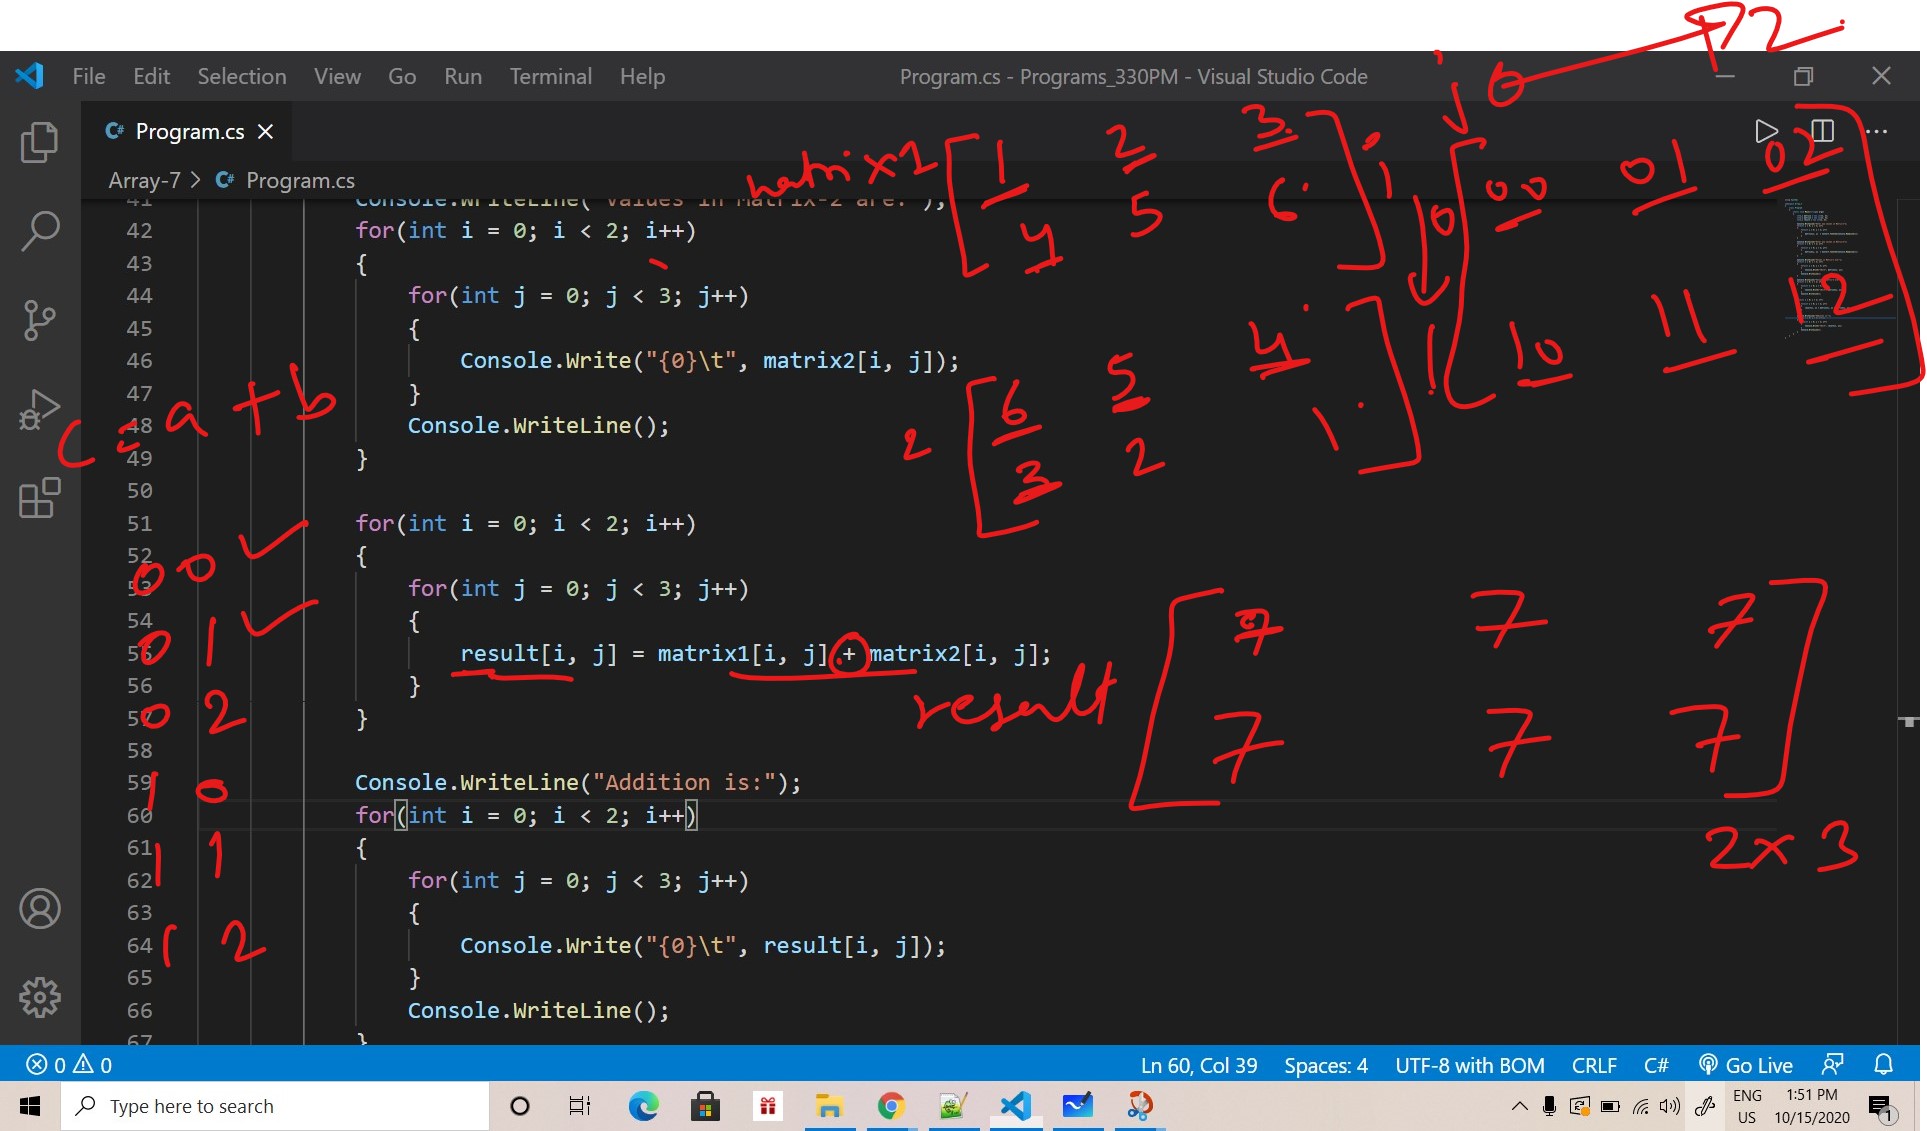 File Edit Selection View Go Run Terminal Help Program.cs - Programs_330PM - Visual Studio Code
Program.cs
Array-7 > Program.cs
41 Console.WriteLine("Values in Matrix-2 are:");
42 for(int i = 0; i < 2; i++)
43 {
44 for(int j = 0; j < 3; j++)
45 {
46 Console.Write("{0}\t", matrix2[i, j]);
47 }
48 Console.WriteLine();
49 }
50
51 for(int i = 0; i < 2; i++)
52 {
53 for(int j = 0; j < 3; j++)
54 {
55 result[i, j] = matrix1[i, j] + matrix2[i, j];
56 }
57 }
58
59 Console.WriteLine("Addition is:");
60 for(int i = 0; i < 2; i++)
61 {
62 for(int j = 0; j < 3; j++)
63 {
64 Console.Write("{0}\t", result[i, j]);
65 }
66 Console.WriteLine();
67 }
matrix1 [ 1 2 3
4 5 6 ]
2 [ 6 5 4
3 2 1 ]
0 00 01 02
1 10 11 12
c = a + b
0 0
0 1
0 2
1 0
1 1
1 2
result [ 7 7 7
7 7 7 ]
2 x 3
0 0 Ln 60, Col 39 Spaces: 4 UTF-8 with BOM CRLF C# Go Live
Type here to search
ENG
US
1:51 PM
10/15/2020
1